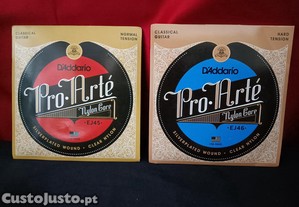 CLASSICAL
GUITAR
NORMAL
TENSION
D'Addario
Pro·Arté
Nylon Core
EJ45
SILVERPLATED WOUND • CLEAR NYLON
CLASSICAL
GUITAR
HARD
TENSION
D'Addario
Pro·Arté
Nylon Core
EJ46
SILVERPLATED WOUND • CLEAR NYLON
CustoJusto.pt